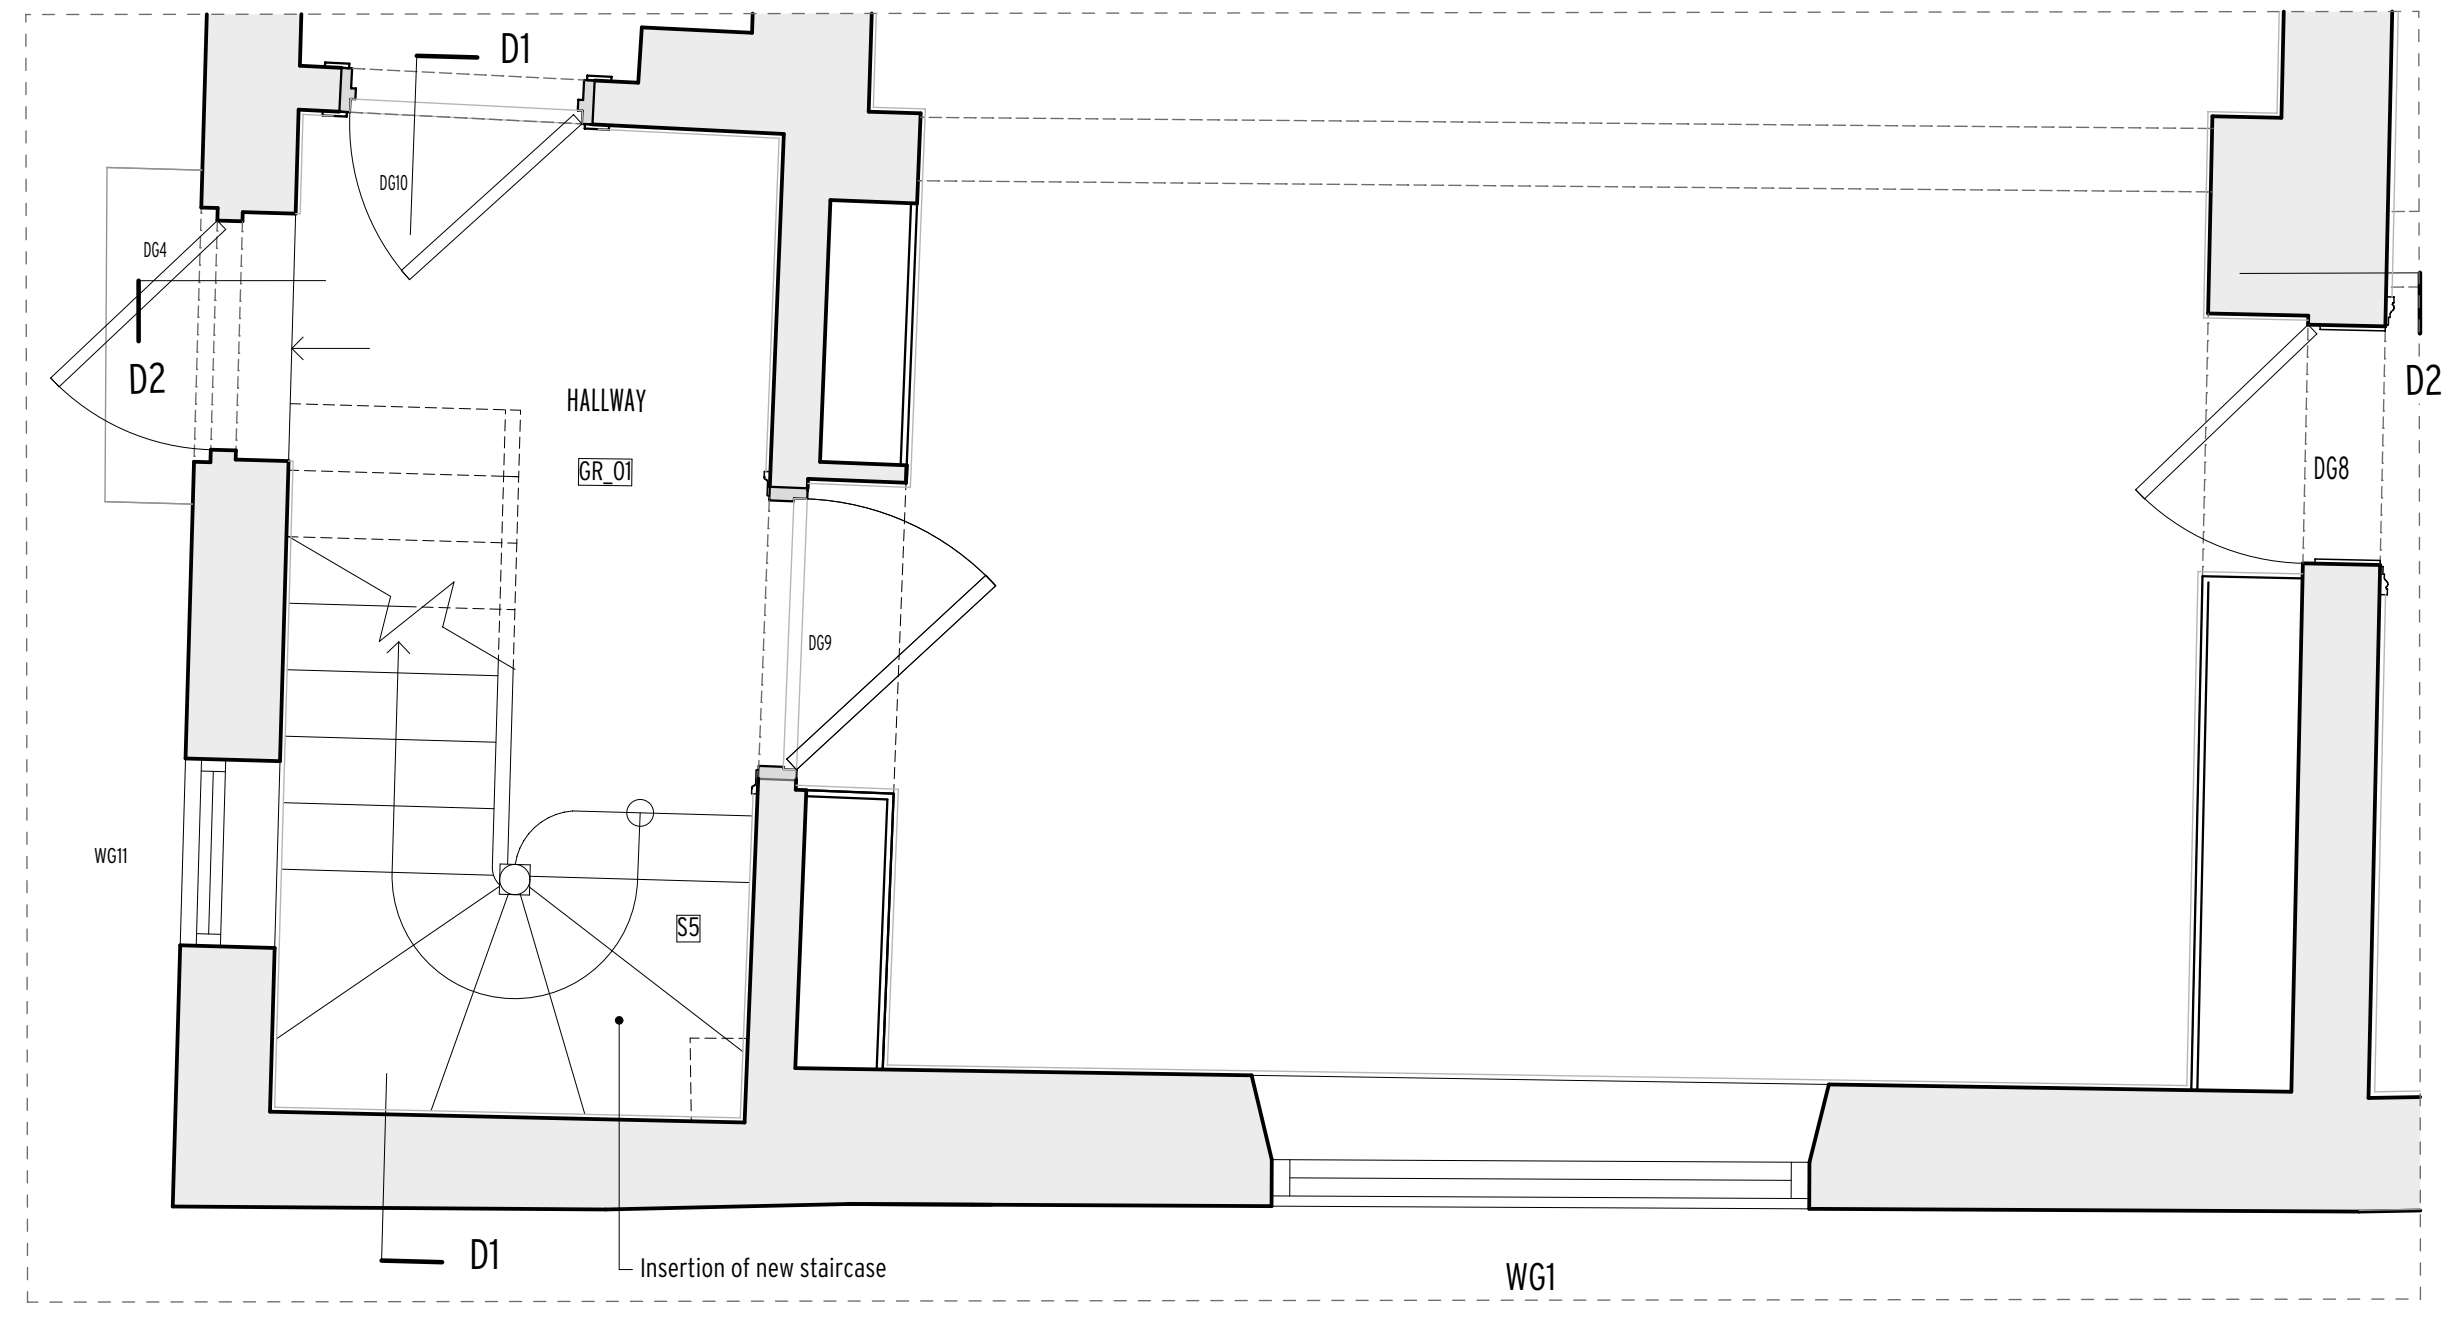 D1
DG10
DG4
D2
D2
HALLWAY
GR_01
DG8
DG9
WG11
S5
D1
Insertion of new staircase
WG1